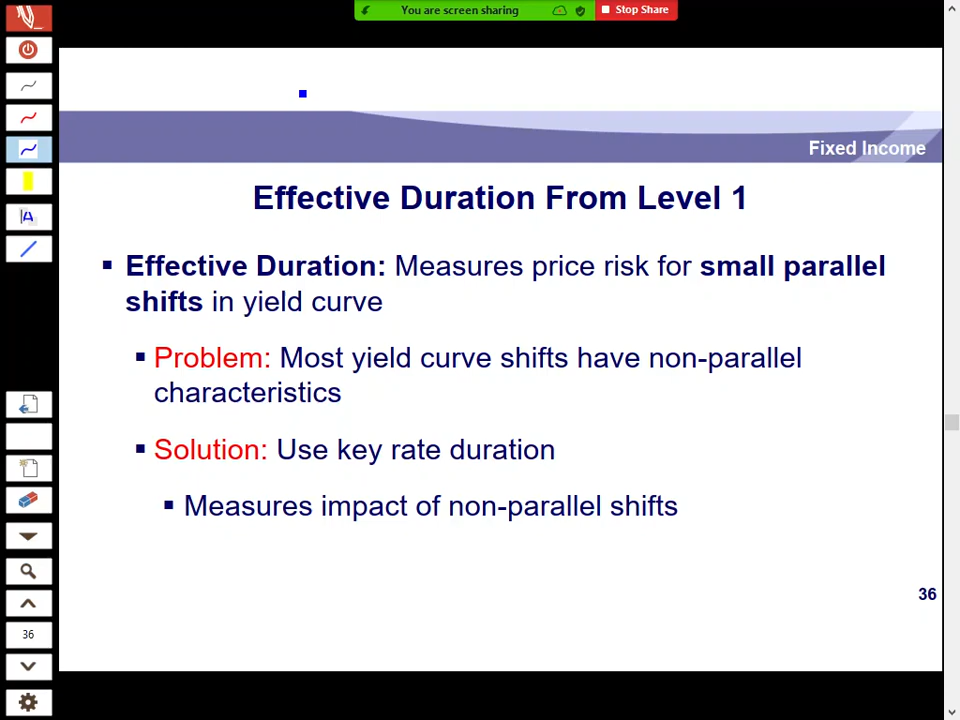 You are screen sharing
Stop Share
Fixed Income
Effective Duration From Level 1
▪ Effective Duration: Measures price risk for small parallel
shifts in yield curve
▪ Problem: Most yield curve shifts have non-parallel
characteristics
▪ Solution: Use key rate duration
▪ Measures impact of non-parallel shifts
36
A
36